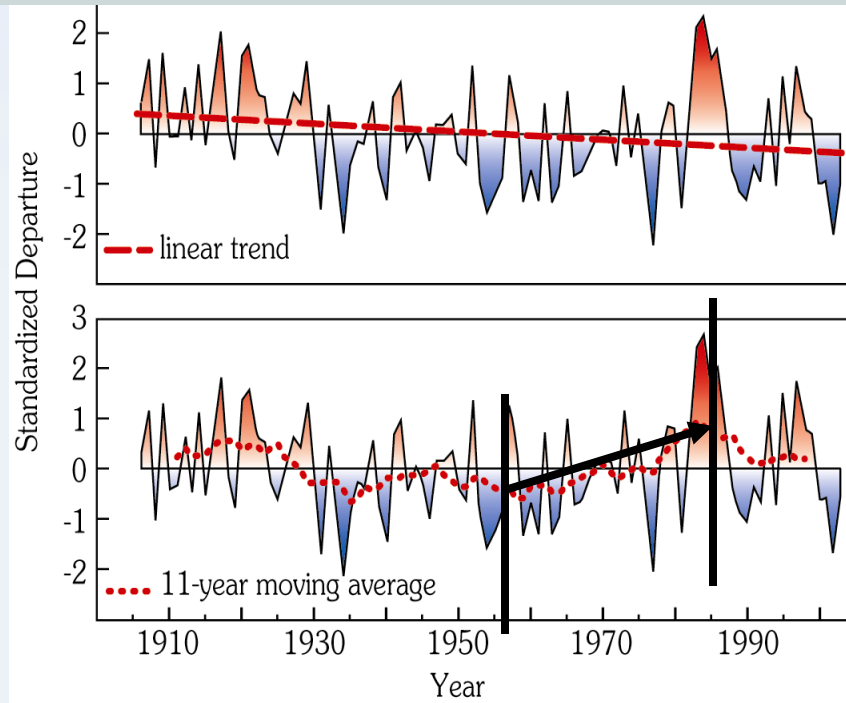 Standardized Departure
2
1
0
-1
-2
linear trend
3
2
1
0
-1
-2
11-year moving average
1910 1930 1950 1970 1990
Year